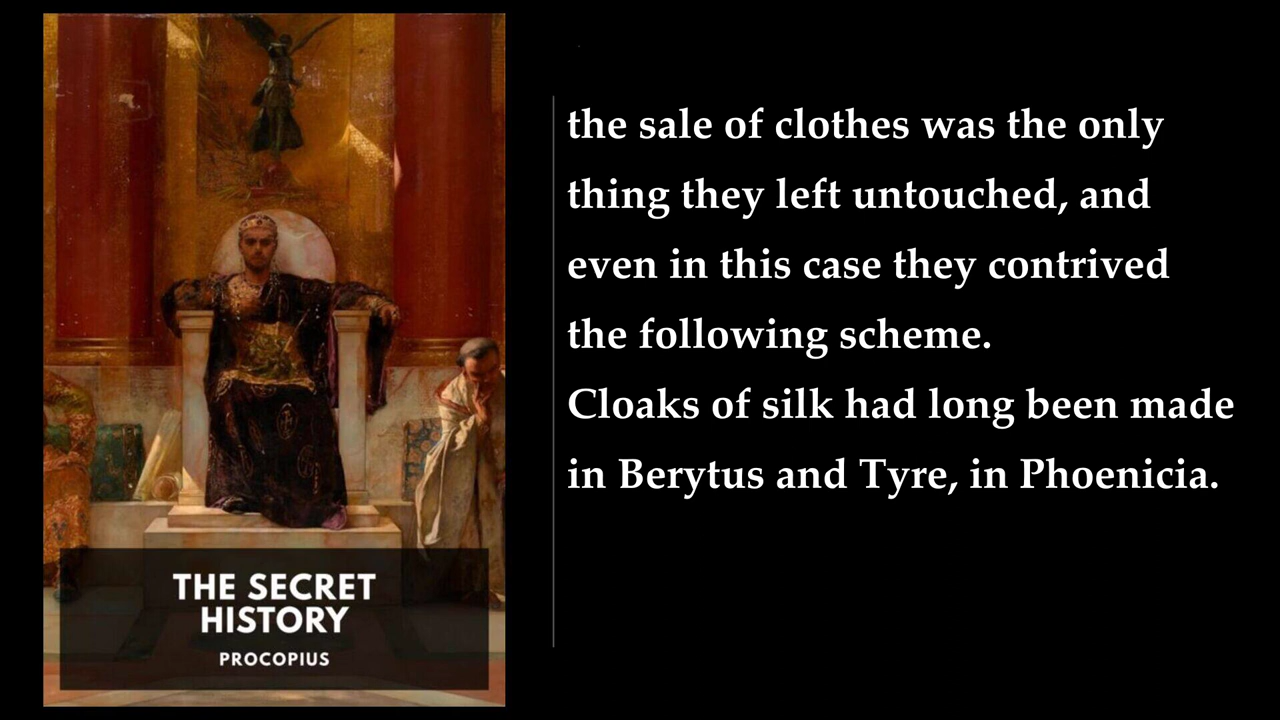 THE SECRET
HISTORY
PROCOPIUS
the sale of clothes was the only
thing they left untouched, and
even in this case they contrived
the following scheme.
Cloaks of silk had long been made
in Berytus and Tyre, in Phoenicia.